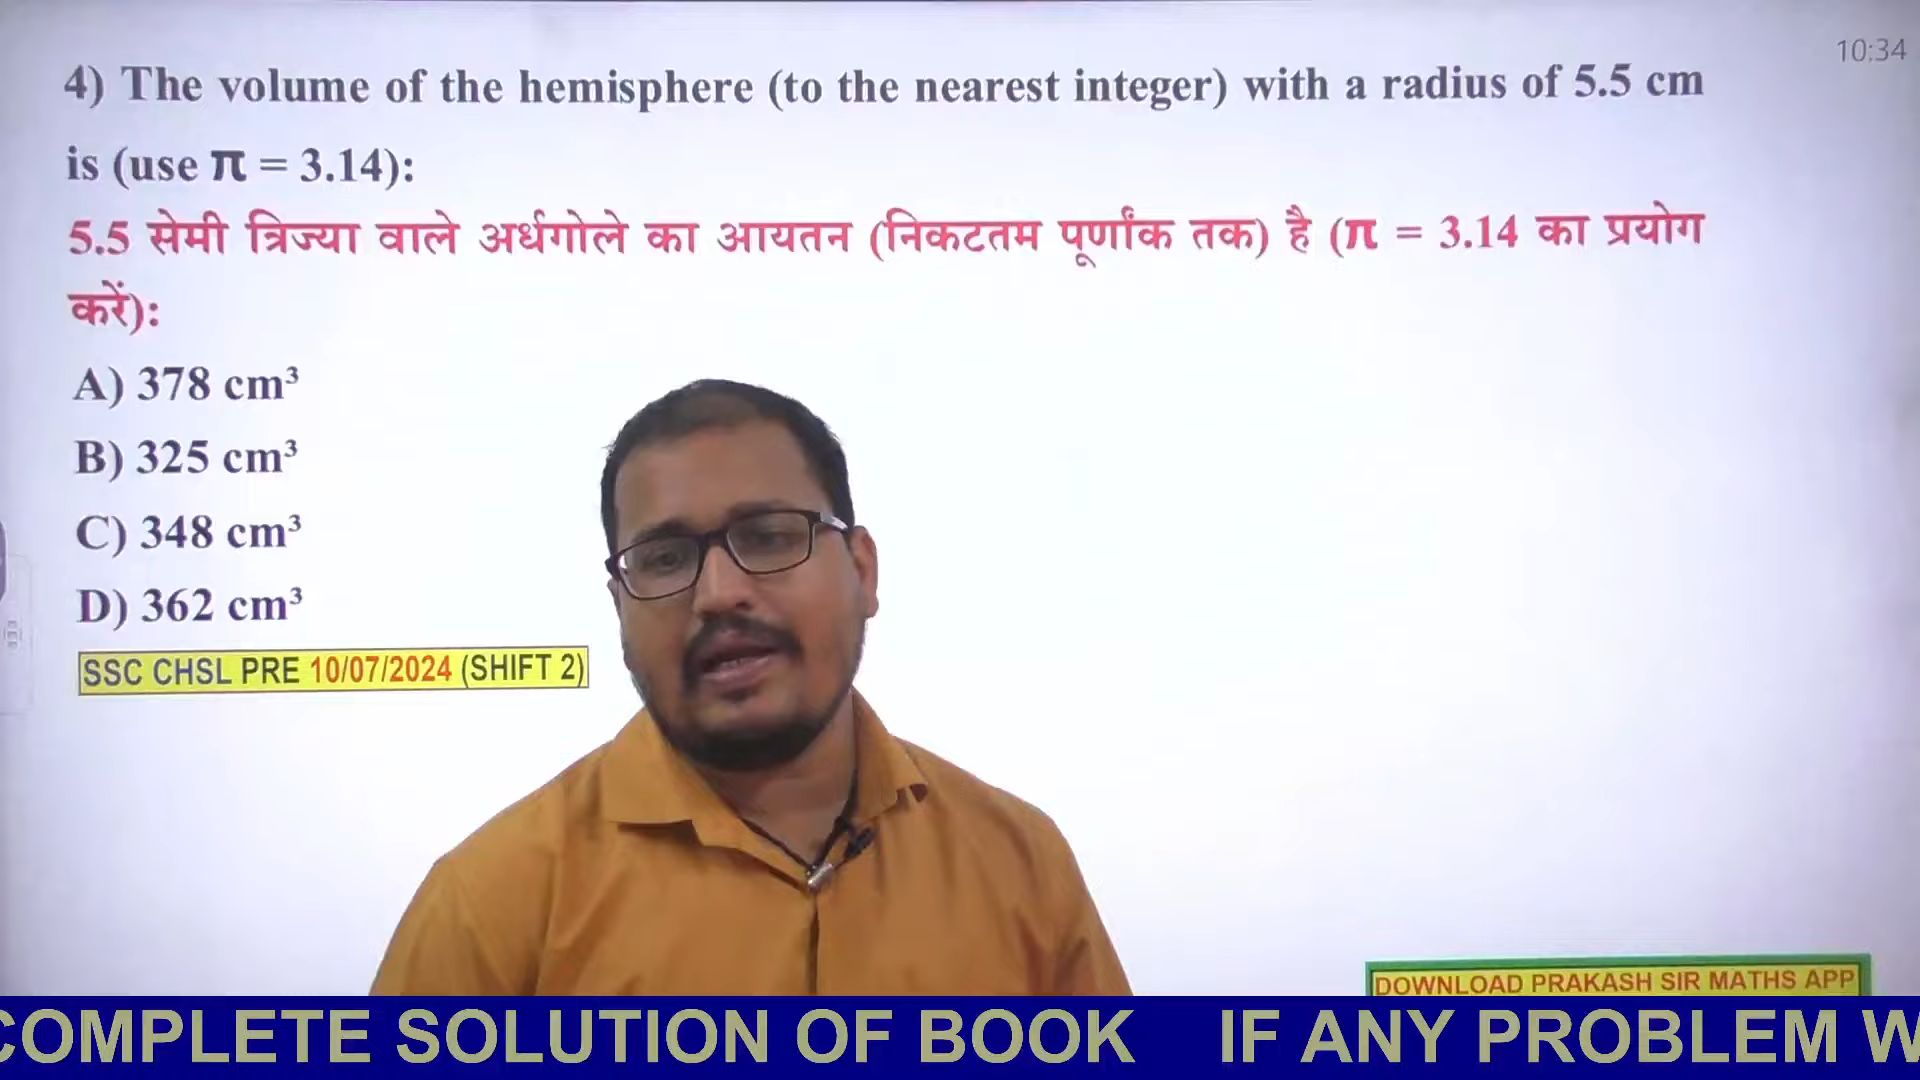 10:34
4) The volume of the hemisphere (to the nearest integer) with a radius of 5.5 cm
is (use π = 3.14):
5.5 सेमी त्रिज्या वाले अर्धगोले का आयतन (निकटतम पूर्णांक तक) है (π = 3.14 का प्रयोग
करें):
A) 378 cm³
B) 325 cm³
C) 348 cm³
D) 362 cm³
SSC CHSL PRE 10/07/2024 (SHIFT 2)
DOWNLOAD PRAKASH SIR MATHS APP
COMPLETE SOLUTION OF BOOK IF ANY PROBLEM W